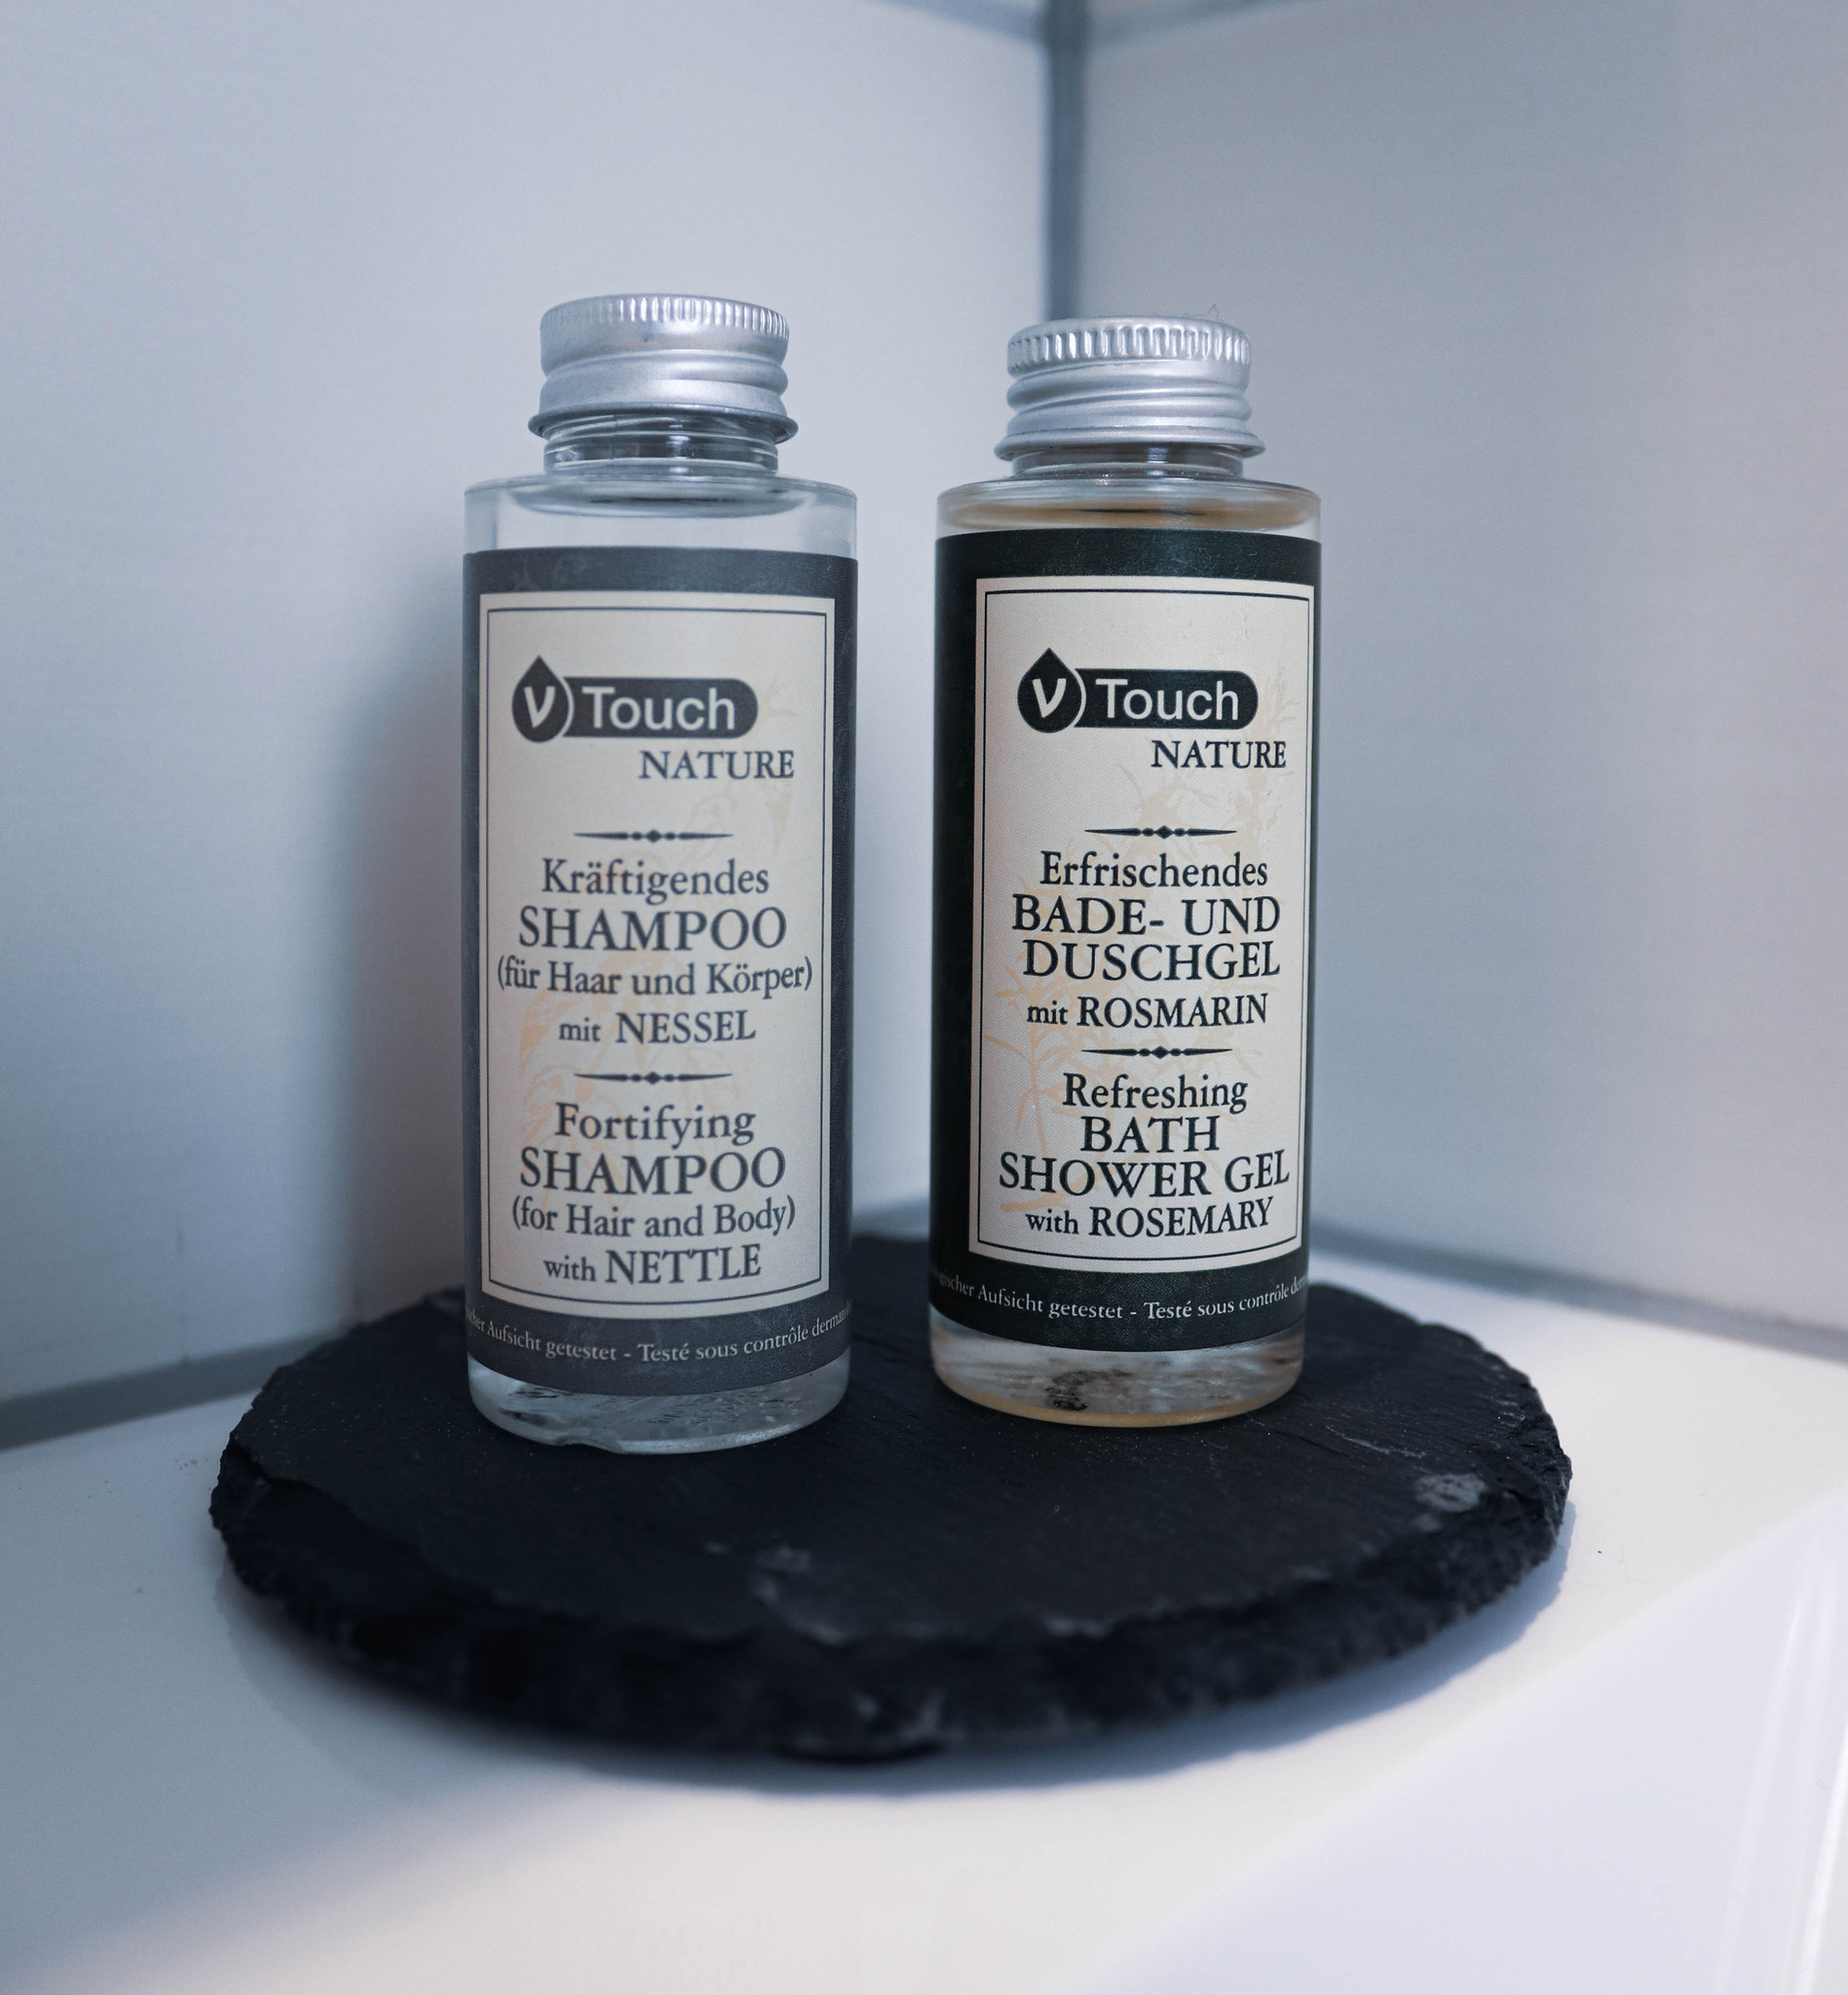 V Touch
NATURE
Kräftigendes
SHAMPOO
(für Haar und Körper)
mit NESSEL
Fortifying
SHAMPOO
(for Hair and Body)
with NETTLE
Aufsicht getestet - Testé sous contrôle
V Touch
NATURE
Erfrischendes
BADE- UND
DUSCHGEL
mit ROSMARIN
Refreshing
BATH
SHOWER GEL
with ROSEMARY
Aufsicht getestet - Testé sous contrôle